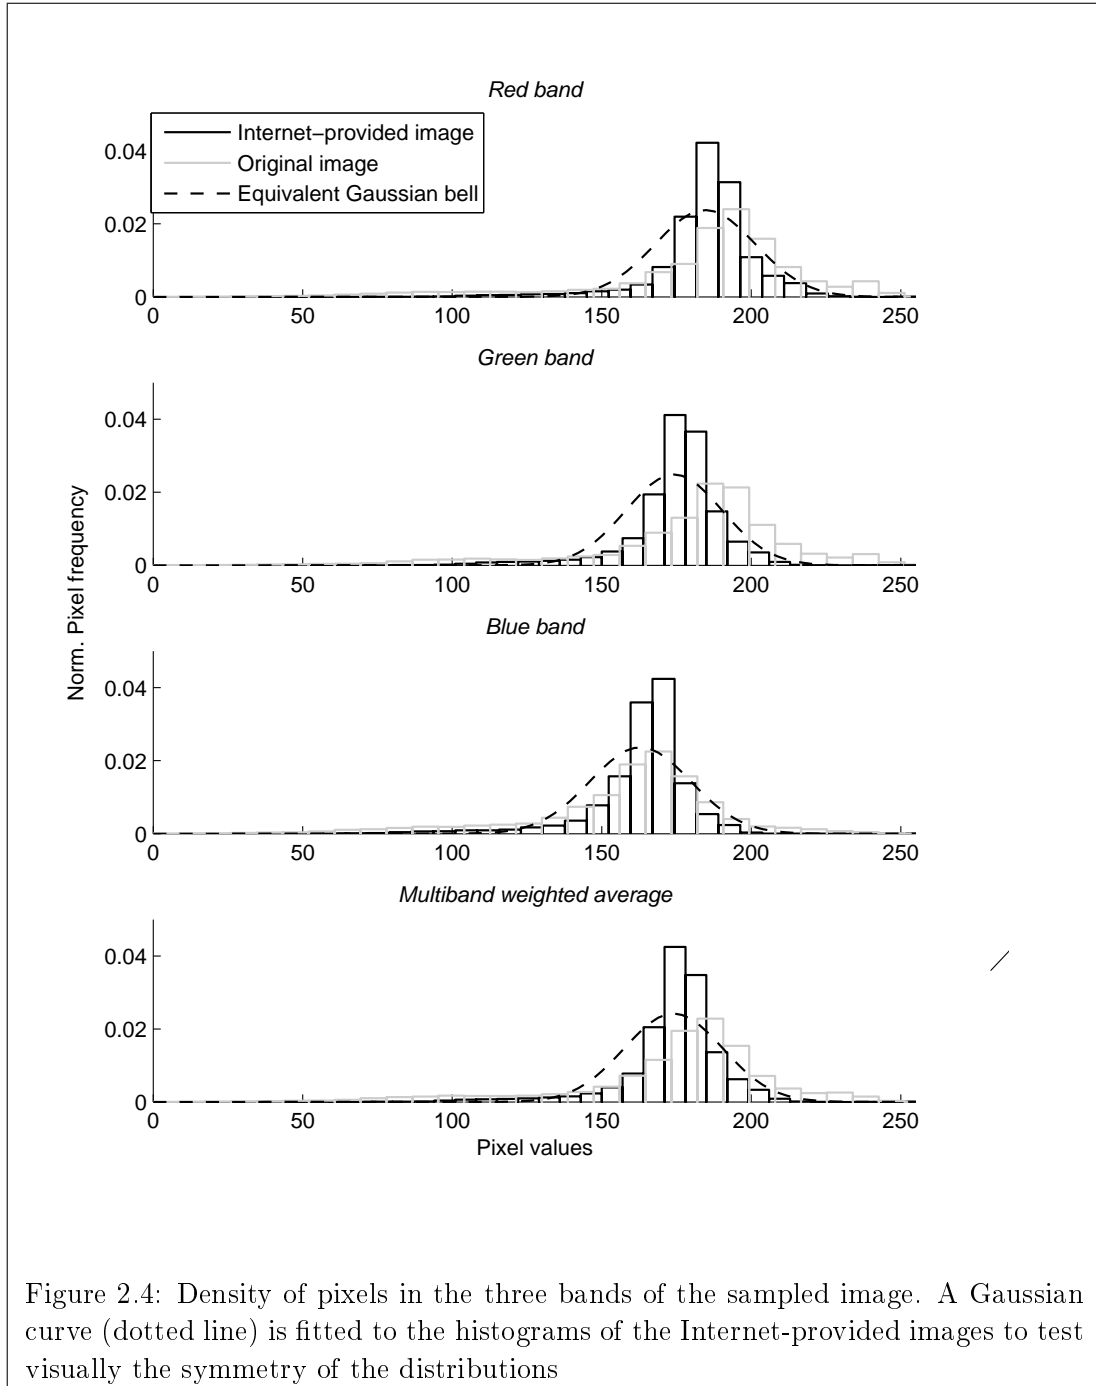 Red band
Internet−provided image
Original image
Equivalent Gaussian bell
0.04
0.02
0
0 50 100 150 200 250
Green band
0.04
0.02
0
0 50 100 150 200 250
Norm. Pixel frequency
Blue band
0.04
0.02
0
0 50 100 150 200 250
Multiband weighted average
0.04
0.02
0
0 50 100 150 200 250
Pixel values
Figure 2.4: Density of pixels in the three bands of the sampled image. A Gaussian
curve (dotted line) is fitted to the histograms of the Internet-provided images to test
visually the symmetry of the distributions